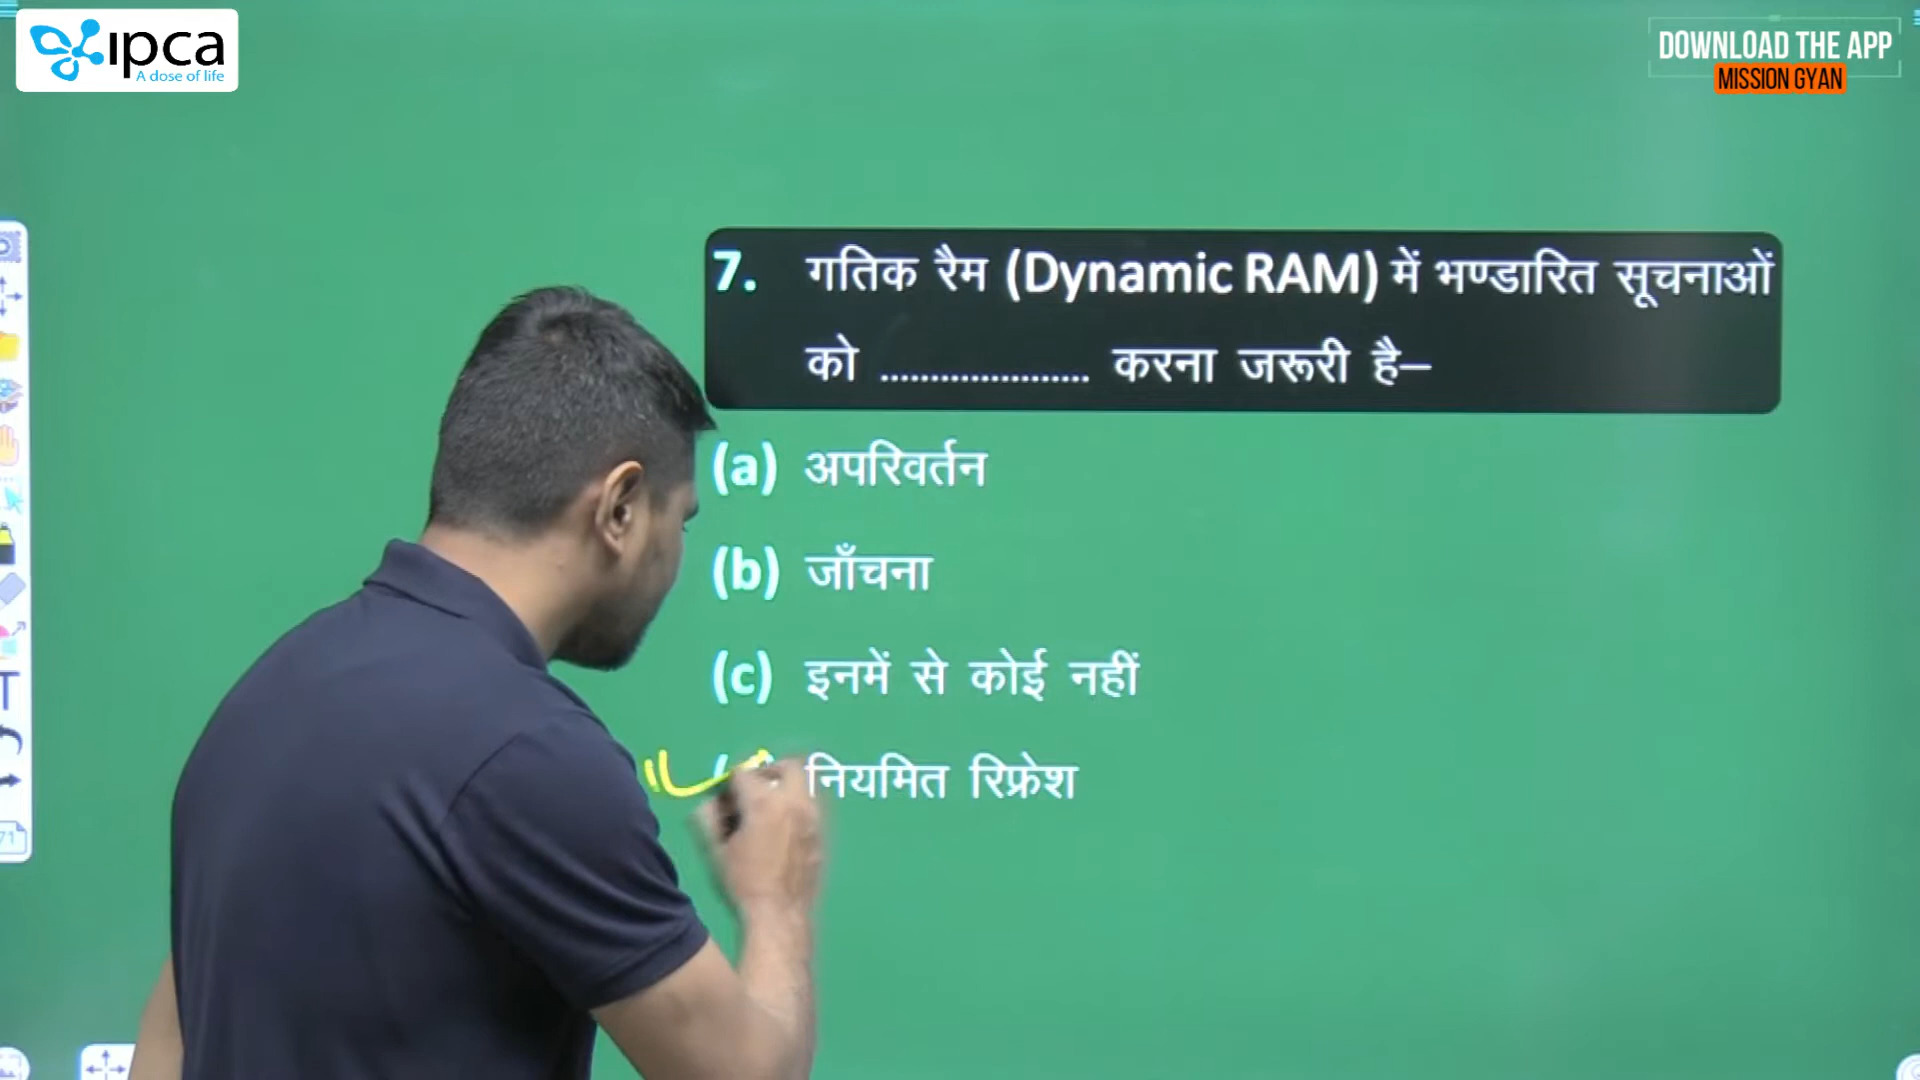 ipca
A dose of life
DOWNLOAD THE APP
MISSION GYAN
7. गतिक रैम (Dynamic RAM) में भण्डारित सूचनाओं
को ..................... करना जरूरी है–
(a) अपरिवर्तन
(b) जाँचना
(c) इनमें से कोई नहीं
नियमित रिफ्रेश